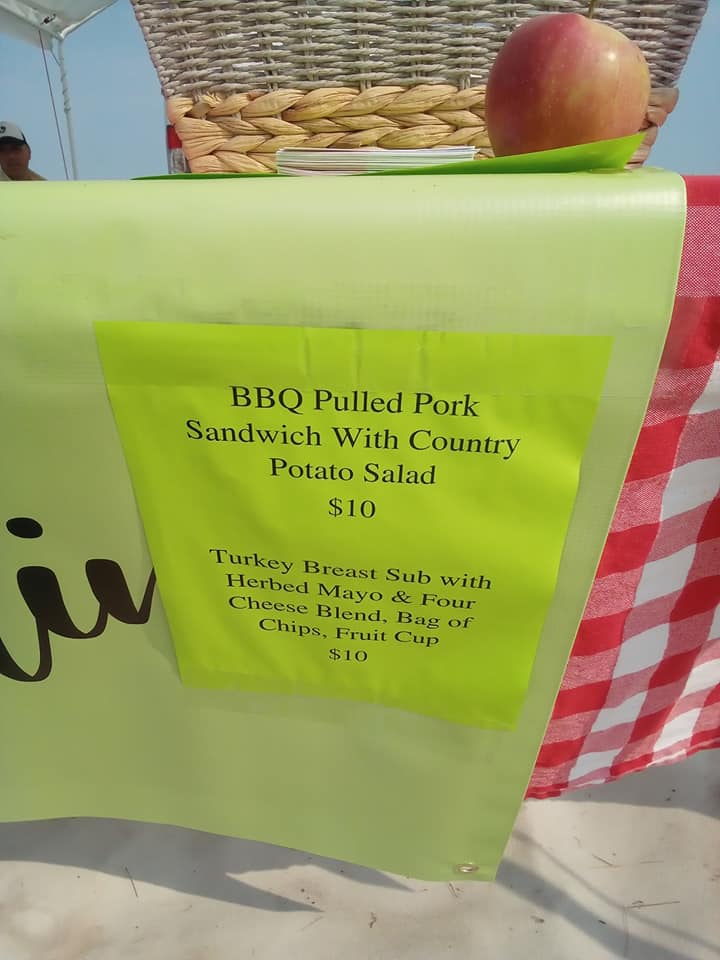 BBQ Pulled Pork
Sandwich With Country
Potato Salad
$10
Turkey Breast Sub with
Herbed Mayo & Four
Cheese Blend, Bag of
Chips, Fruit Cup
$10